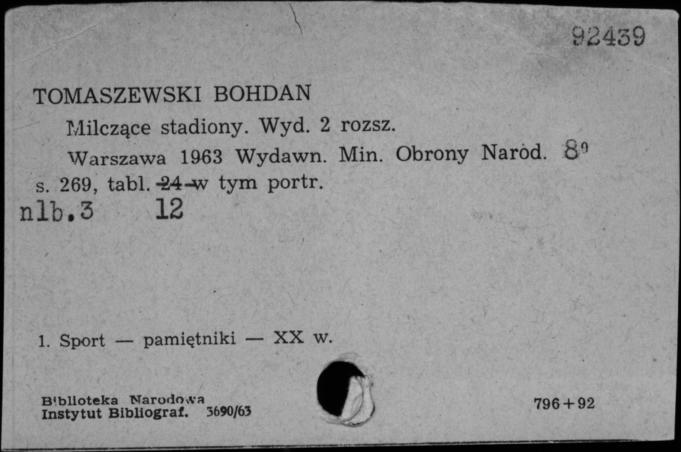 92439
TOMASZEWSKI BOHDAN
Milczące stadiony. Wyd. 2 rozsz.
Warszawa 1963 Wydawn. Min. Obrony Naród. 8⁰
s. 269, tabl. 24 w tym portr.
nlb.3 12
1. Sport — pamiętniki — XX w.
Biblioteka Narodowa
Instytut Bibliograf. 3690/63
796+92